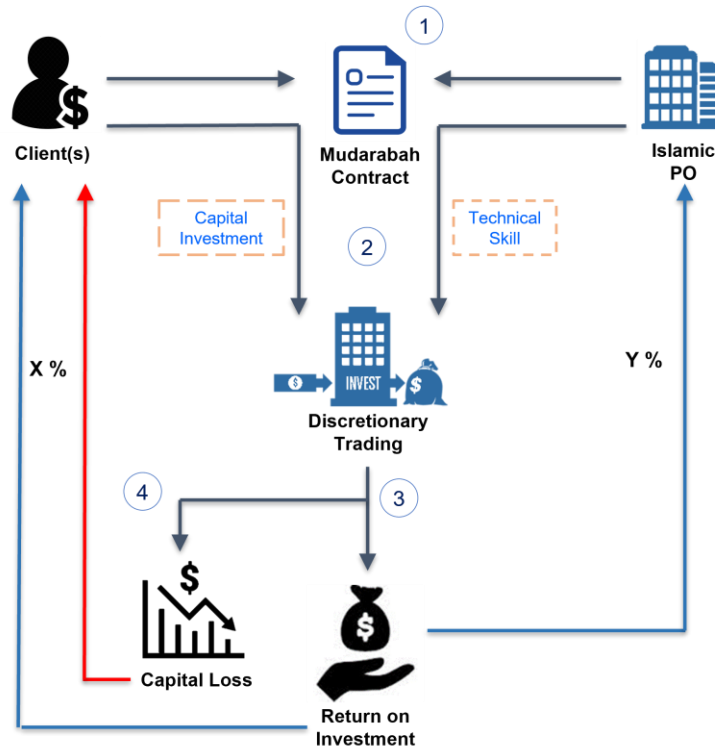 1
Client(s)
Mudarabah
Contract
Islamic
PO
Capital
Investment
Technical
Skill
2
X %
Y %
INVEST
$
Discretionary
Trading
4
3
$
$
Capital Loss
Return on
Investment